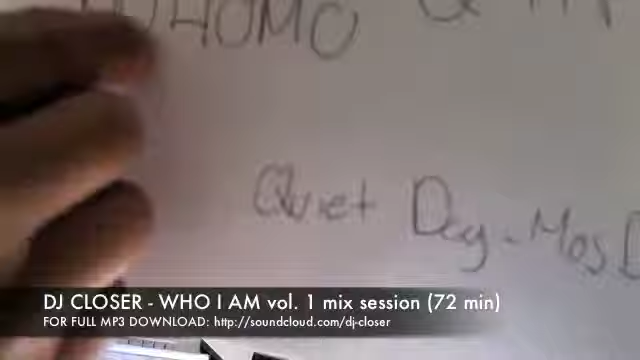 Quiet Dog - Mos D
DJ CLOSER - WHO I AM vol. 1 mix session (72 min)
FOR FULL MP3 DOWNLOAD: http://soundcloud.com/dj-closer